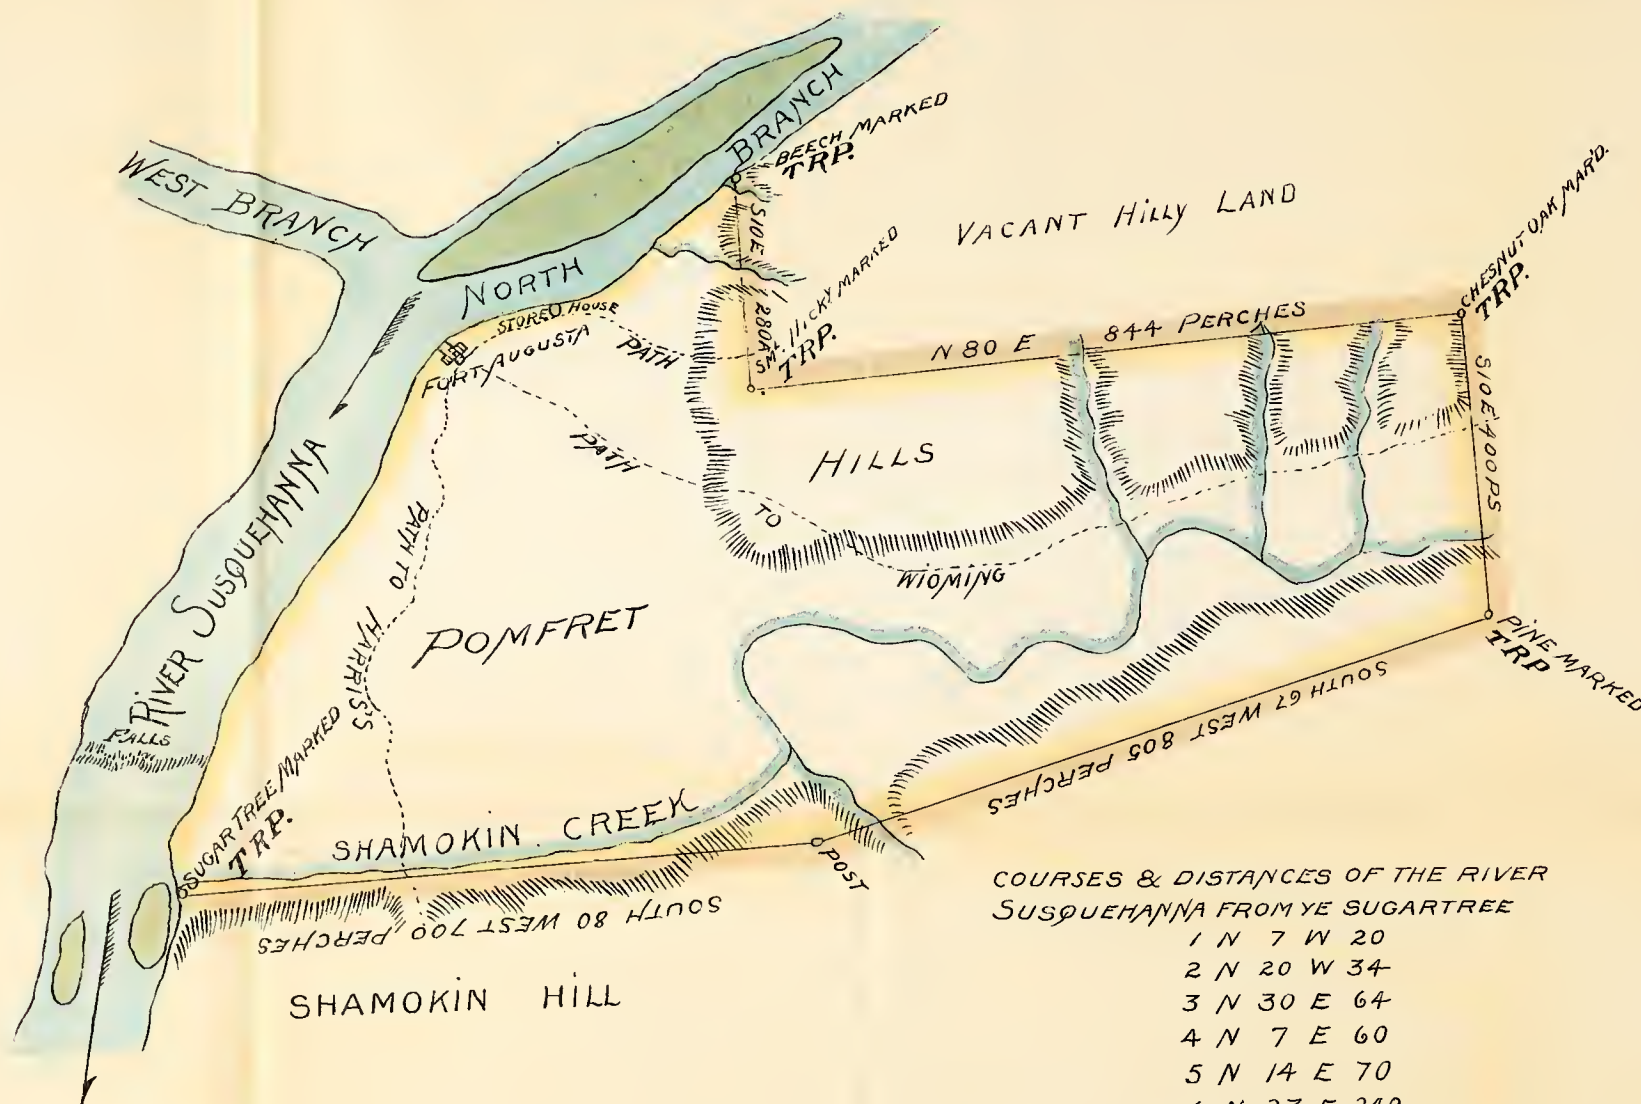 WEST BRANCH
NORTH BRANCH
BEECH MARKED
TRP.
S10E
280
SML HICKY MARKED
TRP.
VACANT HILLY LAND
CHESNUT OAK MAR'D.
TRP.
N 80 E 844 PERCHES
S10E 400 PS
STORE HOUSE
FORT AUGUSTA
PATH
PATH TO WIOMING
PATH TO HARRIS'S
HILLS
RIVER SUSQUEHANNA
FALLS
POMFRET
PINE MARKED
TRP
SOUTH 67 WEST 805 PERCHES
SUGARTREE MARKED
TRP.
SHAMOKIN CREEK
POST
SOUTH 80 WEST 700 PERCHES
SHAMOKIN HILL
COURSES & DISTANCES OF THE RIVER
SUSQUEHANNA FROM YE SUGARTREE
1 N 7 W 20
2 N 20 W 34
3 N 30 E 64
4 N 7 E 60
5 N 14 E 70